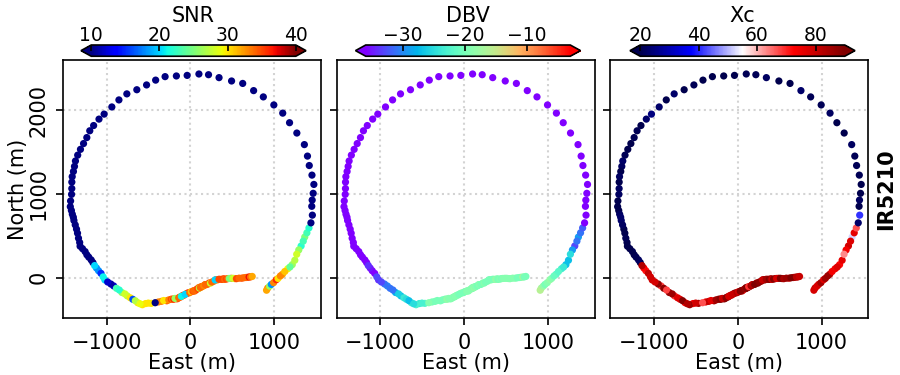 SNR DBV Xc
10 20 30 40 −30 −20 −10 20 40 60 80
North (m)
2000
1000
0
IR5210
−1000 0 1000 −1000 0 1000 −1000 0 1000
East (m) East (m) East (m)